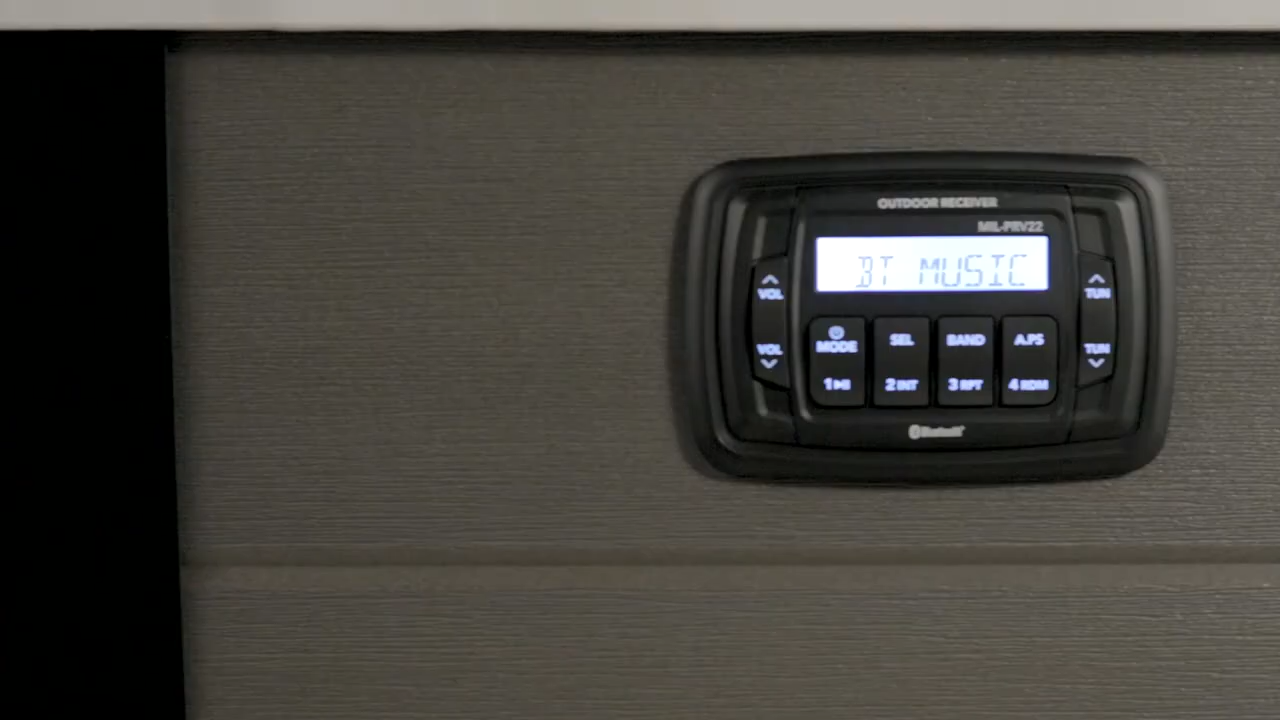 OUTDOOR RECEIVER
MIL-PRV22
BT MUSIC
VOL
TUN
MODE SEL BAND A.PS
VOL
TUN
1 2 INT 3 RPT 4 RDM
Bluetooth